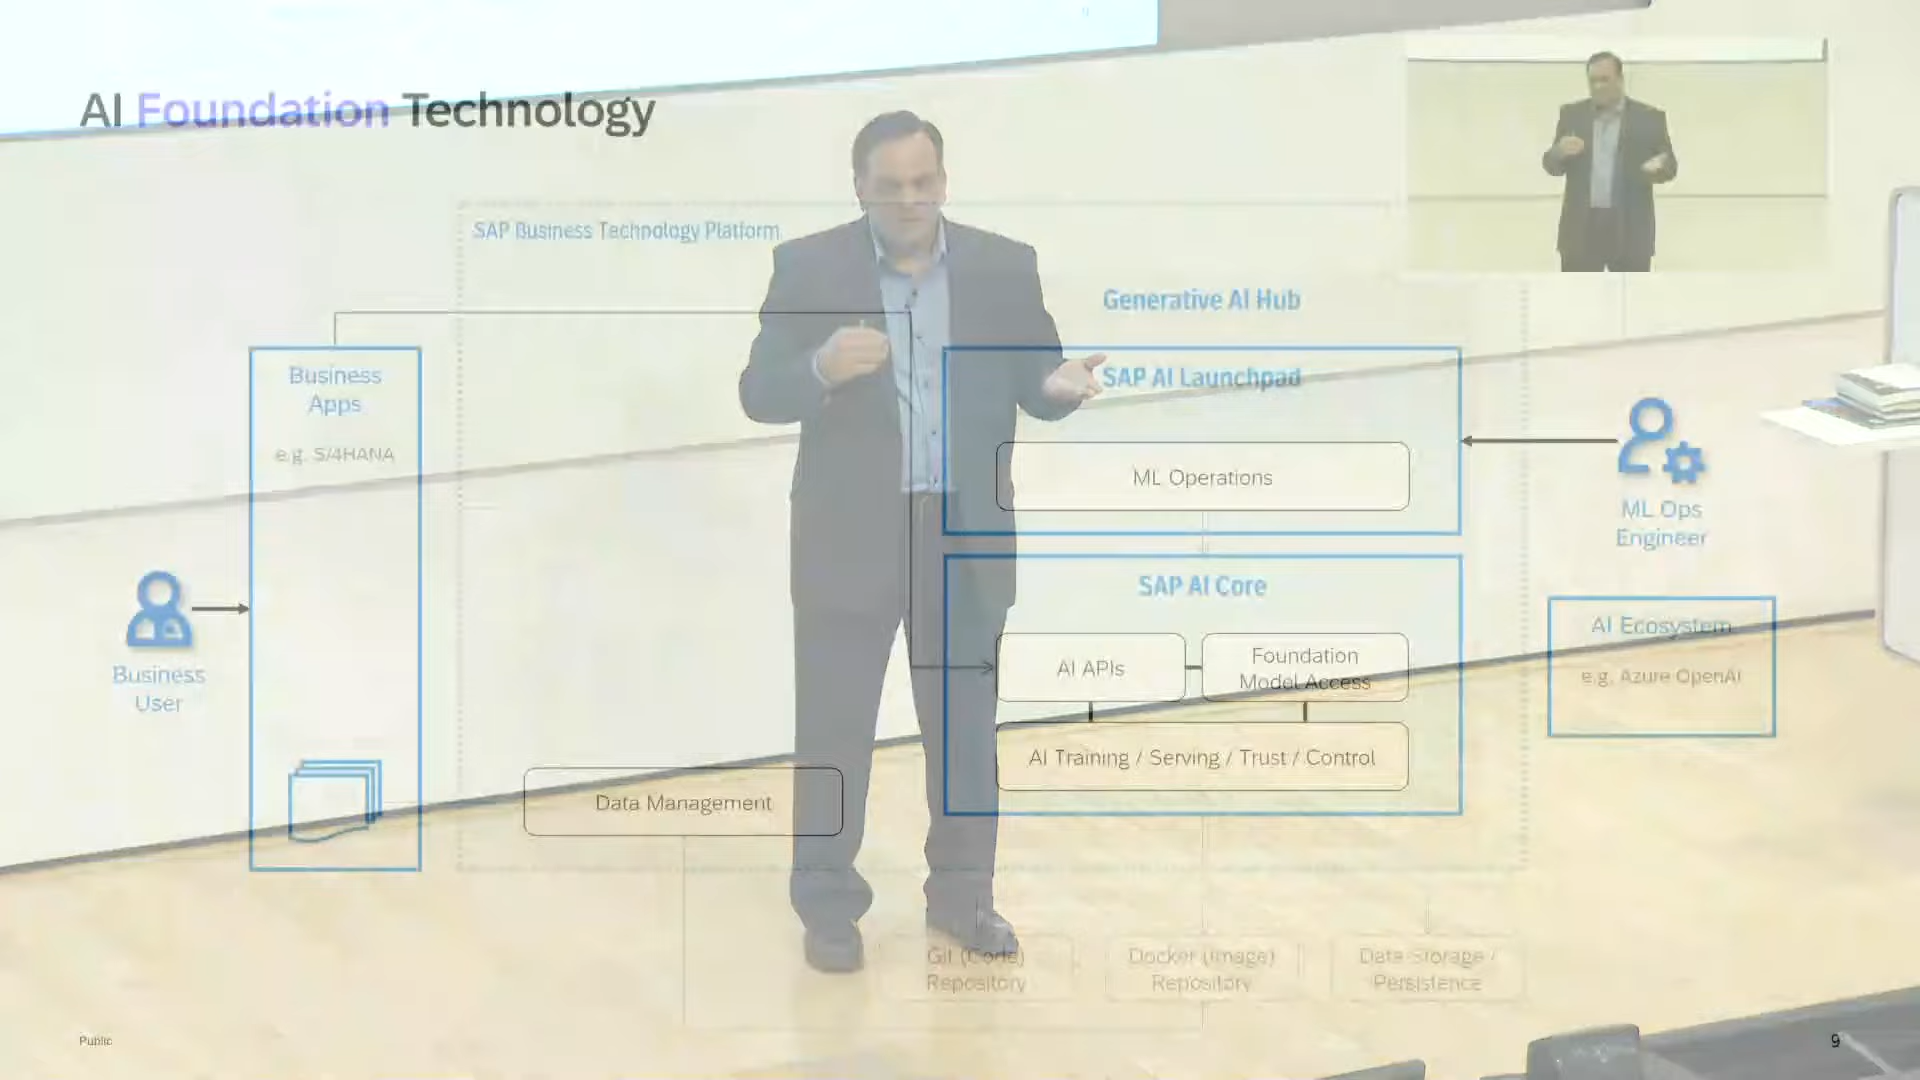 AI Foundation Technology
SAP Business Technology Platform
Generative AI Hub
Business
Apps
e.g. S/4HANA
SAP AI Launchpad
ML Operations
ML Ops
Engineer
SAP AI Core
Business
User
AI APIs
Foundation
Model Access
AI Ecosystem
e.g. Azure OpenAI
AI Training / Serving / Trust / Control
Data Management
Git (Code)
Repository
Docker (Image)
Repository
Data Storage /
Persistence
Public
9